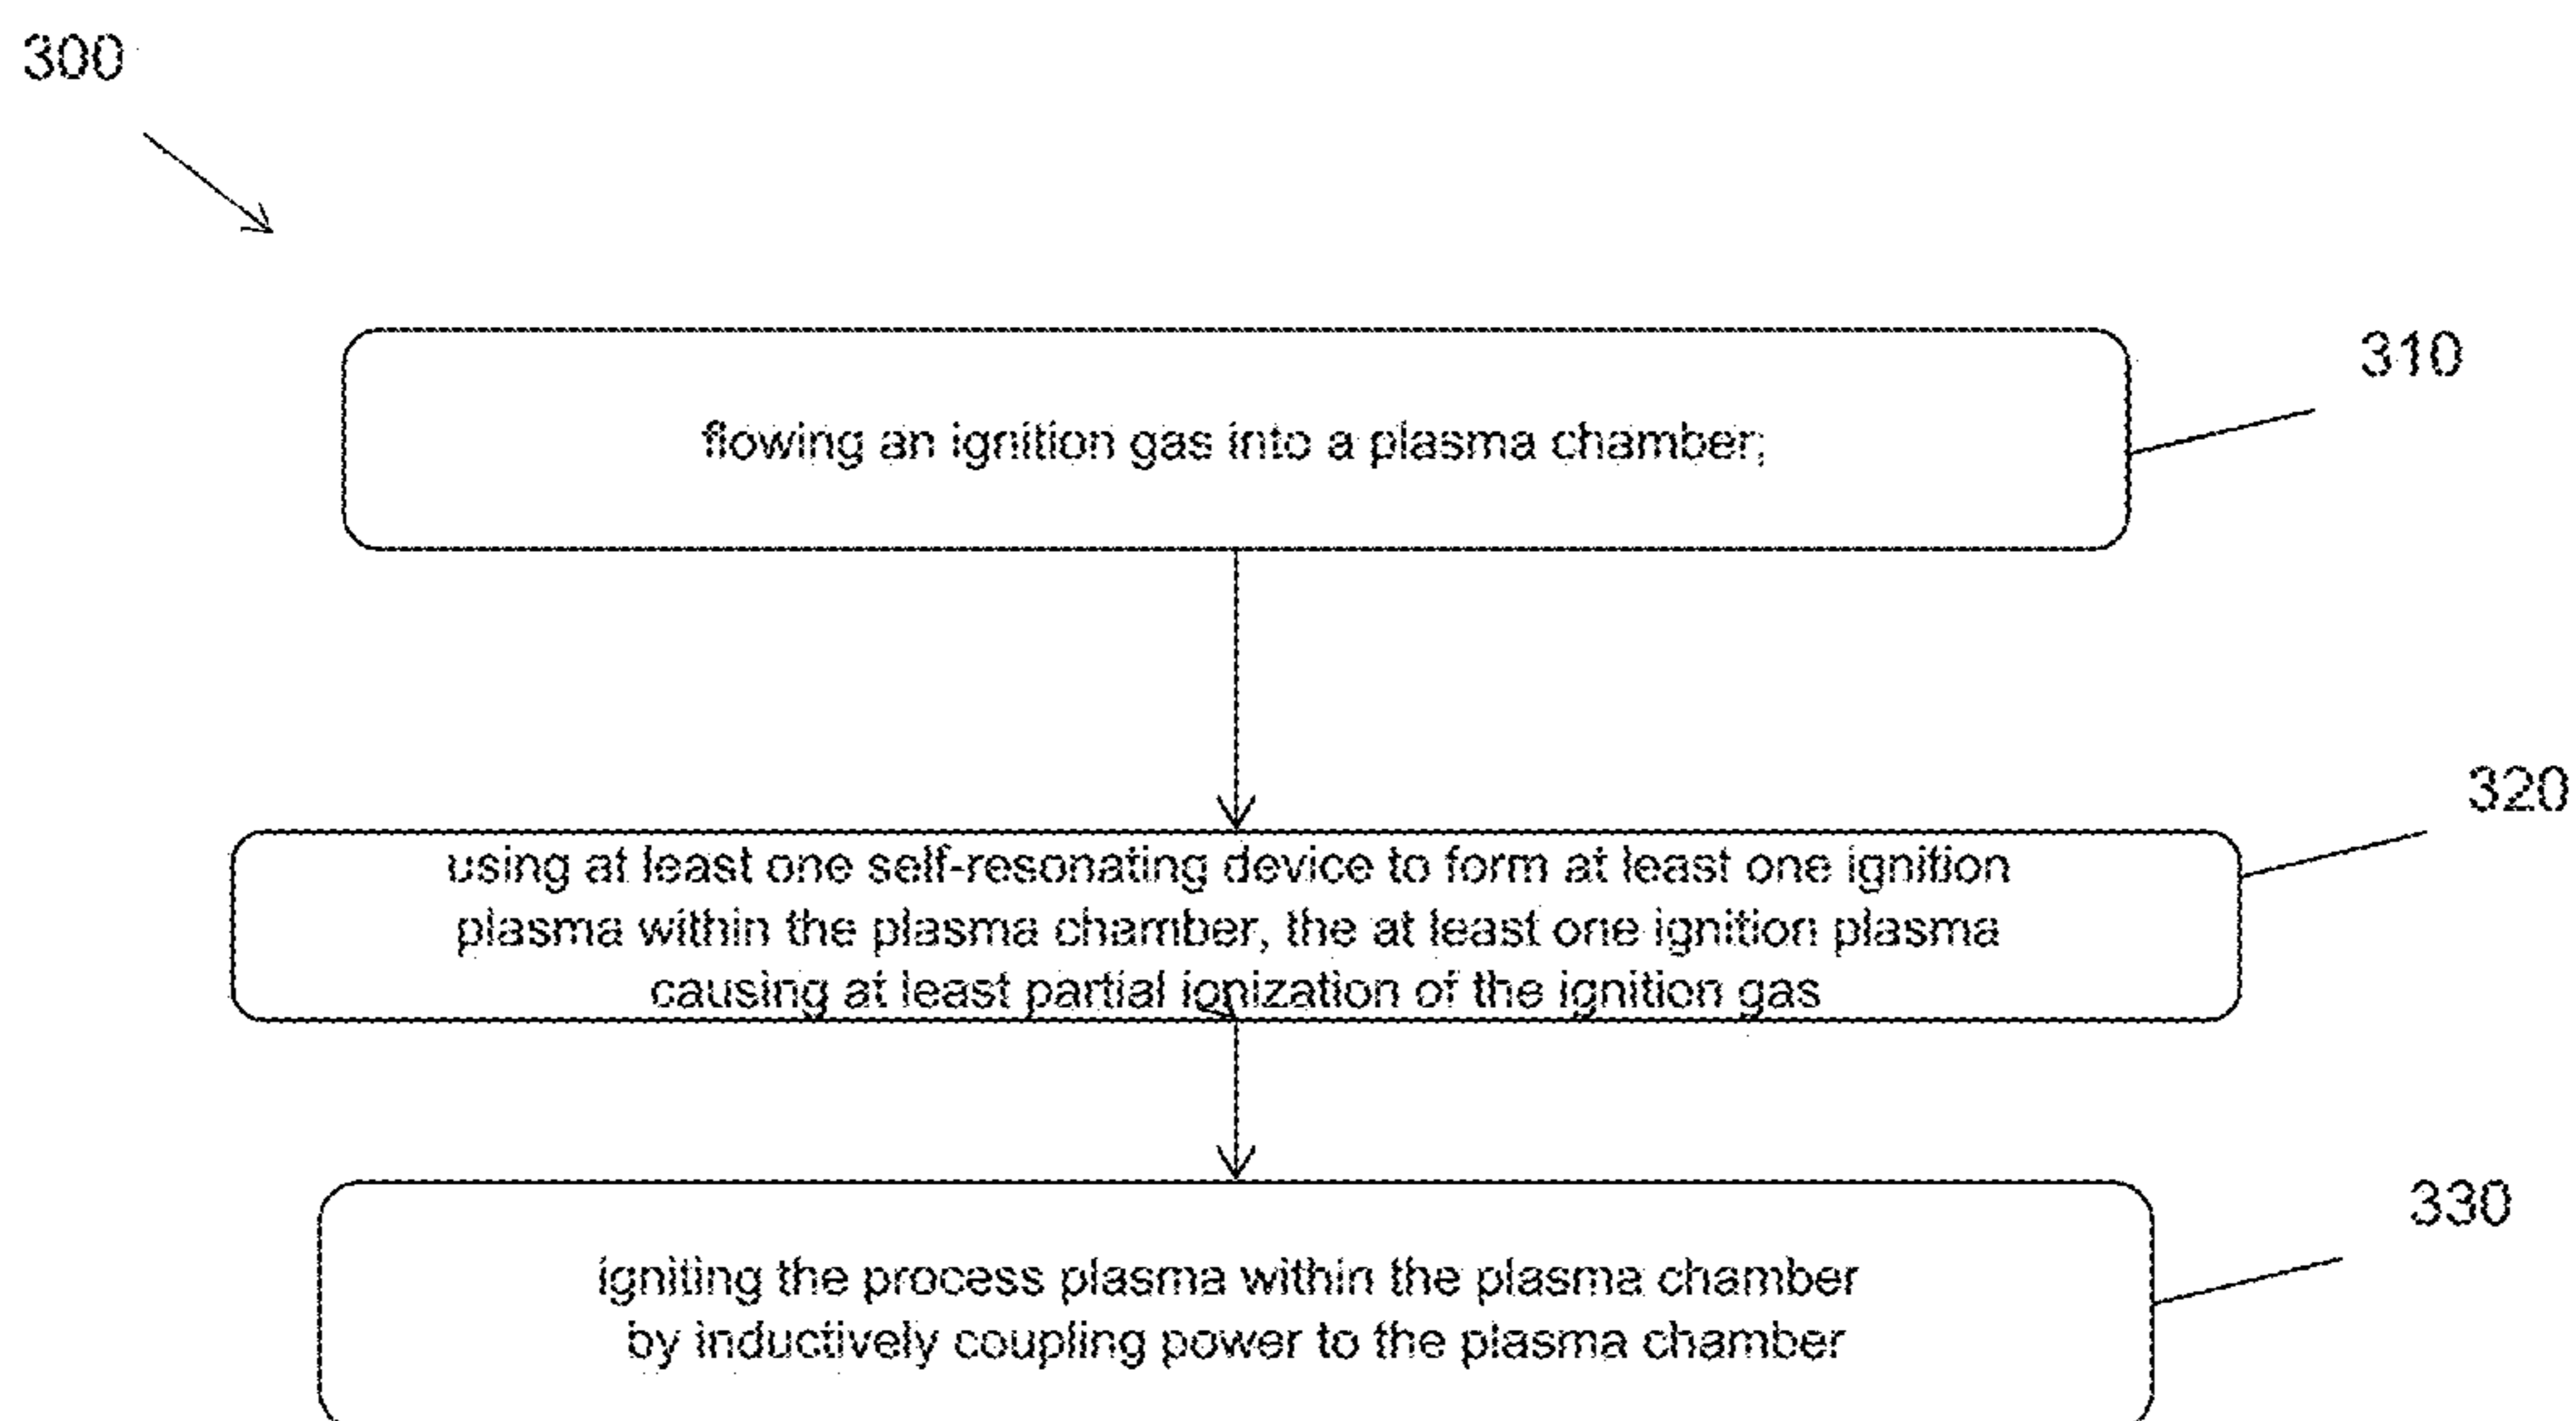 300
310
flowing an ignition gas into a plasma chamber;
320
using at least one self-resonating device to form at least one ignition
plasma within the plasma chamber, the at least one ignition plasma
causing at least partial ionization of the ignition gas
330
igniting the process plasma within the plasma chamber
by inductively coupling power to the plasma chamber